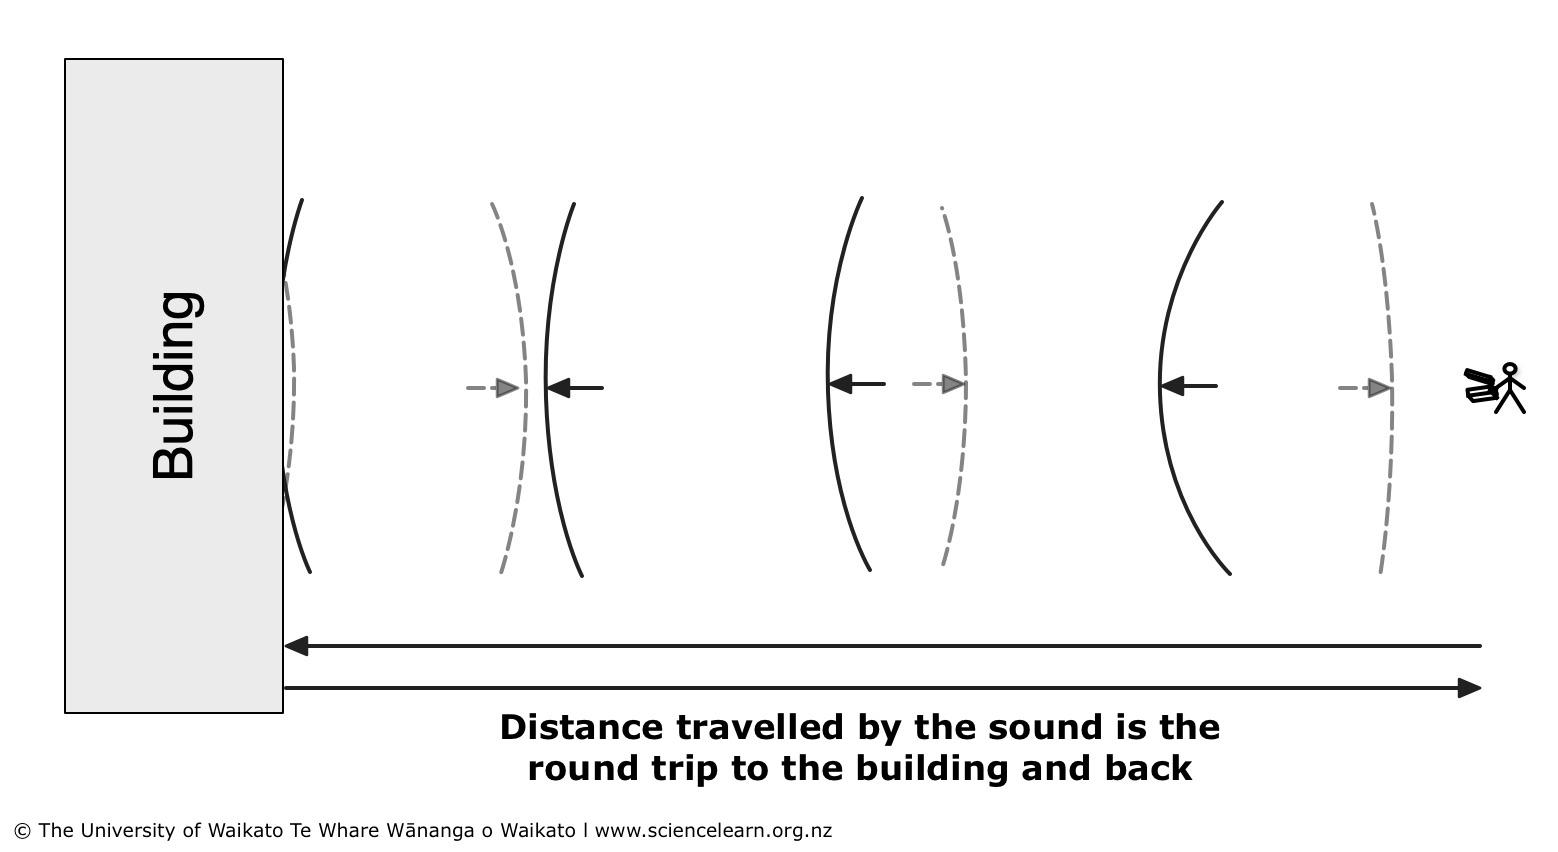 Building
Distance travelled by the sound is the
round trip to the building and back
© The University of Waikato Te Whare Wānanga o Waikato l www.sciencelearn.org.nz